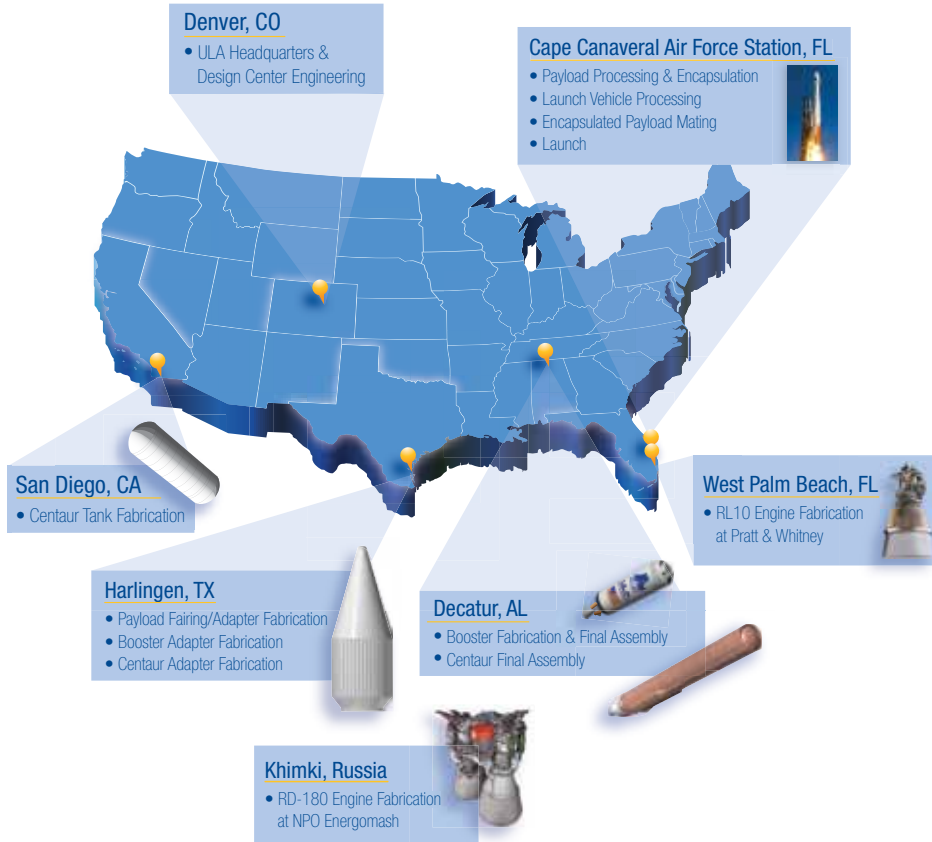 Denver, CO
• ULA Headquarters &
Design Center Engineering
Cape Canaveral Air Force Station, FL
• Payload Processing & Encapsulation
• Launch Vehicle Processing
• Encapsulated Payload Mating
• Launch
San Diego, CA
• Centaur Tank Fabrication
West Palm Beach, FL
• RL10 Engine Fabrication
at Pratt & Whitney
Harlingen, TX
• Payload Fairing/Adapter Fabrication
• Booster Adapter Fabrication
• Centaur Adapter Fabrication
Decatur, AL
• Booster Fabrication & Final Assembly
• Centaur Final Assembly
Khimki, Russia
• RD-180 Engine Fabrication
at NPO Energomash